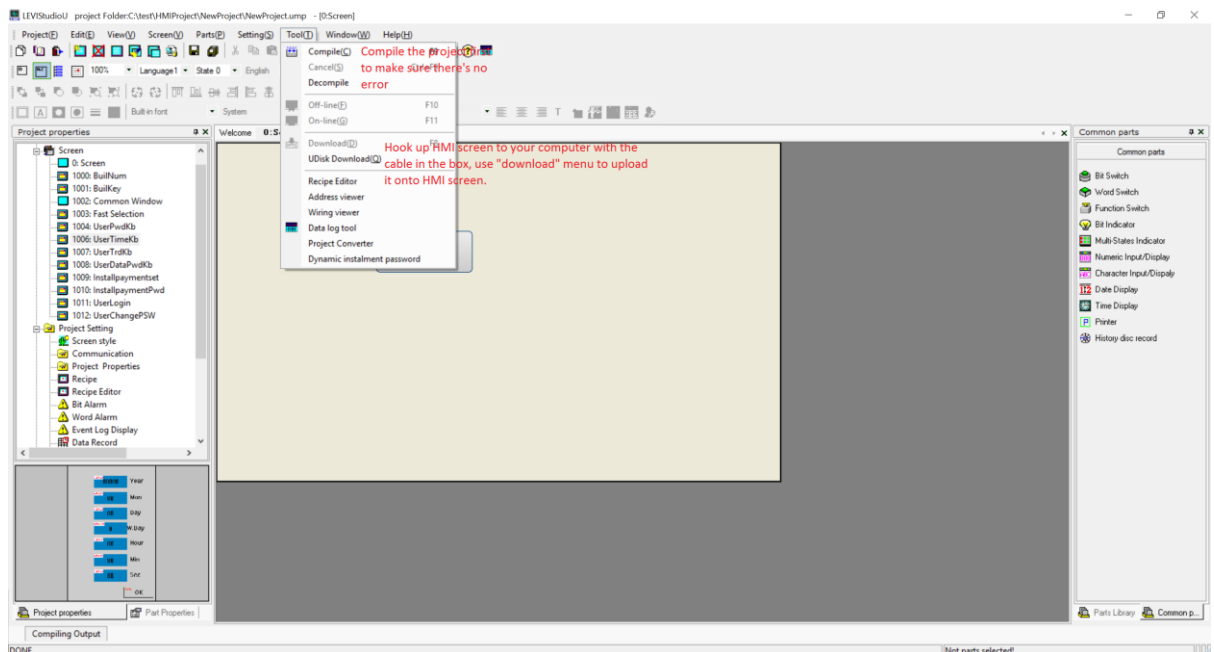 LEVIStudioU project Folder:C:\test\HMIProject\NewProject\NewProject.ump - [0:Screen]
Project(F) Edit(E) View(V) Screen(V) Parts(P) Setting(S) Tool(T) Window(W) Help(H)
100% Language1 State 0 English
Built-in font System
Compile(C)
Cancel(S)
Decompile
Off-line(F) F10
On-line(G) F11
Download(D)
UDisk Download(Q)
Recipe Editor
Address viewer
Wiring viewer
Data log tool
Project Converter
Dynamic instalment password
Compile the project first
to make sure there's no
error
Hook up HMI screen to your computer with the
cable in the box, use "download" menu to upload
it onto HMI screen.
Project properties
Welcome
Screen
0: Screen
1000: BuilNum
1001: BuilKey
1002: Common Window
1003: Fast Selection
1004: UserPwdKb
1006: UserTimeKb
1007: UserTrdKb
1008: UserDataPwdKb
1009: Installpaymentset
1010: InstallpaymentPwd
1011: UserLogin
1012: UserChangePSW
Project Setting
Screen style
Communication
Project Properties
Recipe
Recipe Editor
Bit Alarm
Word Alarm
Event Log Display
Data Record
Year
Mon
Day
W.Day
Hour
Min
Sec
OK
Project properties Part Properties
Common parts
Common parts
Bit Switch
Word Switch
Function Switch
Bit Indicator
Multi-States Indicator
Numeric Input/Display
Character Input/Dispaly
Date Display
Time Display
Printer
History disc record
Parts Library Common p...
Compiling Output
DONE Not parts selected!